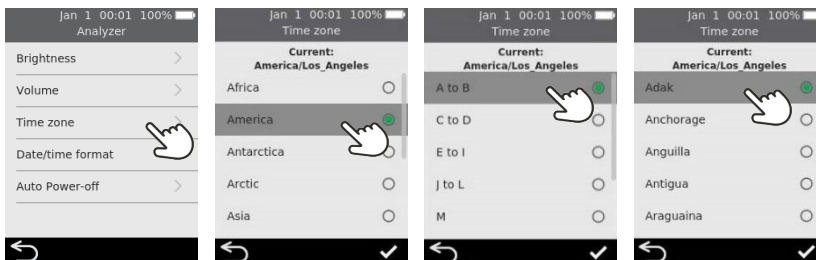 Jan 1 00:01 100%
Analyzer
Brightness
Volume
Time zone
Date/time format
Auto Power-off
Jan 1 00:01 100%
Time zone
Current:
America/Los_Angeles
Africa
America
Antarctica
Arctic
Asia
Jan 1 00:01 100%
Time zone
Current:
America/Los_Angeles
A to B
C to D
E to I
J to L
M
Jan 1 00:01 100%
Time zone
Current:
America/Los_Angeles
Adak
Anchorage
Anguilla
Antigua
Araguaina